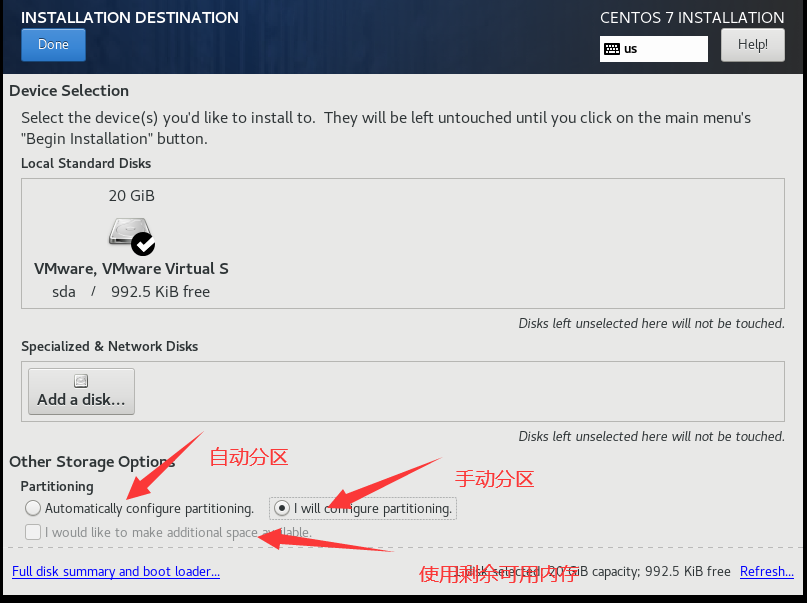 INSTALLATION DESTINATION
CENTOS 7 INSTALLATION
Done
us
Help!
Device Selection
Select the device(s) you'd like to install to.  They will be left untouched until you click on the main menu's
"Begin Installation" button.
Local Standard Disks
20 GiB
VMware, VMware Virtual S
sda / 992.5 KiB free
Disks left unselected here will not be touched.
Specialized & Network Disks
Add a disk...
Disks left unselected here will not be touched.
Other Storage Options
自动分区
手动分区
Partitioning
Automatically configure partitioning.
I will configure partitioning.
I would like to make additional space available.
使用剩余可用内存
Full disk summary and boot loader...
1 disk selected; 20 GiB capacity; 992.5 KiB free
Refresh...